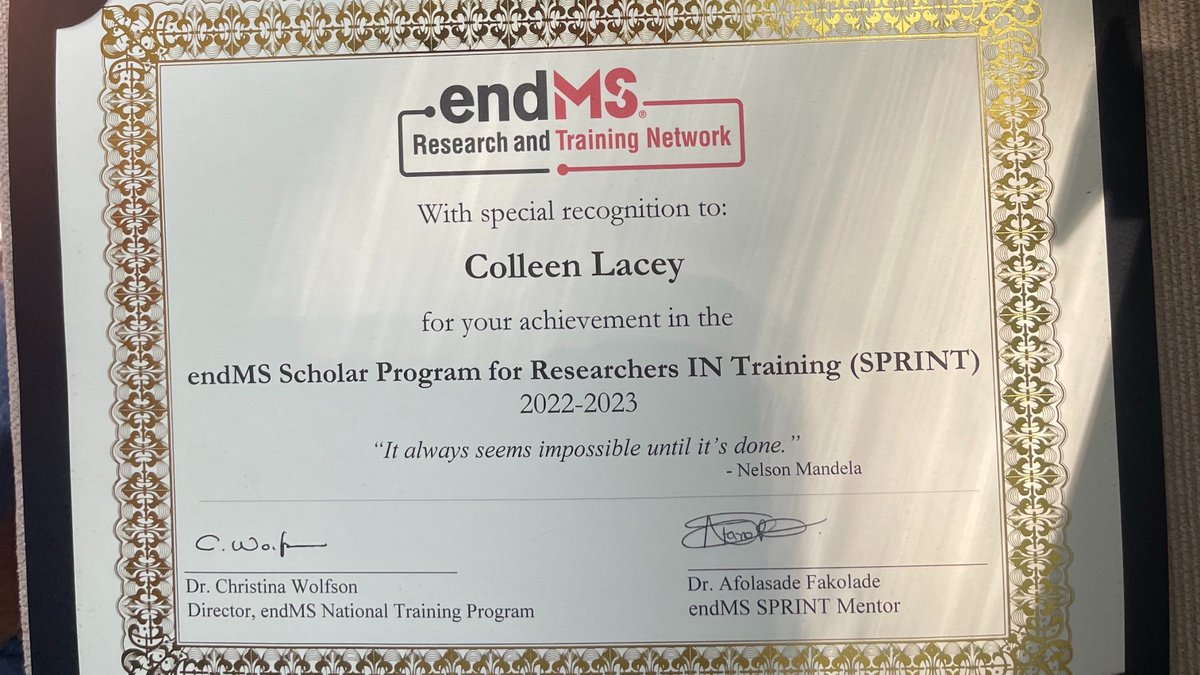 endMS®
Research and Training Network
With special recognition to:
Colleen Lacey
for your achievement in the
endMS Scholar Program for Researchers IN Training (SPRINT)
2022-2023
“It always seems impossible until it’s done.”
- Nelson Mandela
C. Wolfson
Dr. Christina Wolfson
Director, endMS National Training Program
Dr. Afolasade Fakolade
endMS SPRINT Mentor